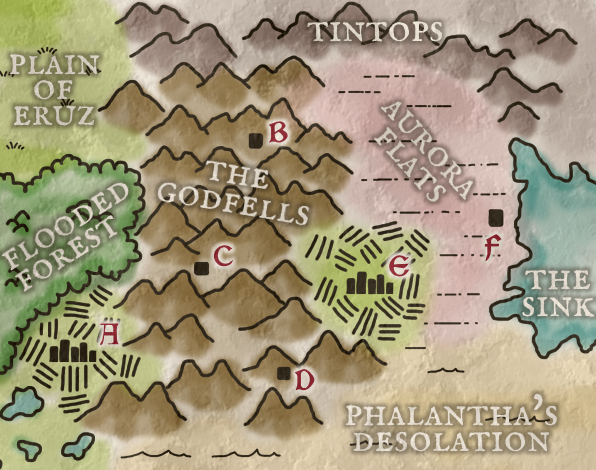 TINTOPS
PLAIN
OF
ERUZ
B
AURORA
FLATS
THE
GODFELLS
FLOODED
FOREST
C
E
F
THE
SINK
A
D
PHALANTHA'S
DESOLATION